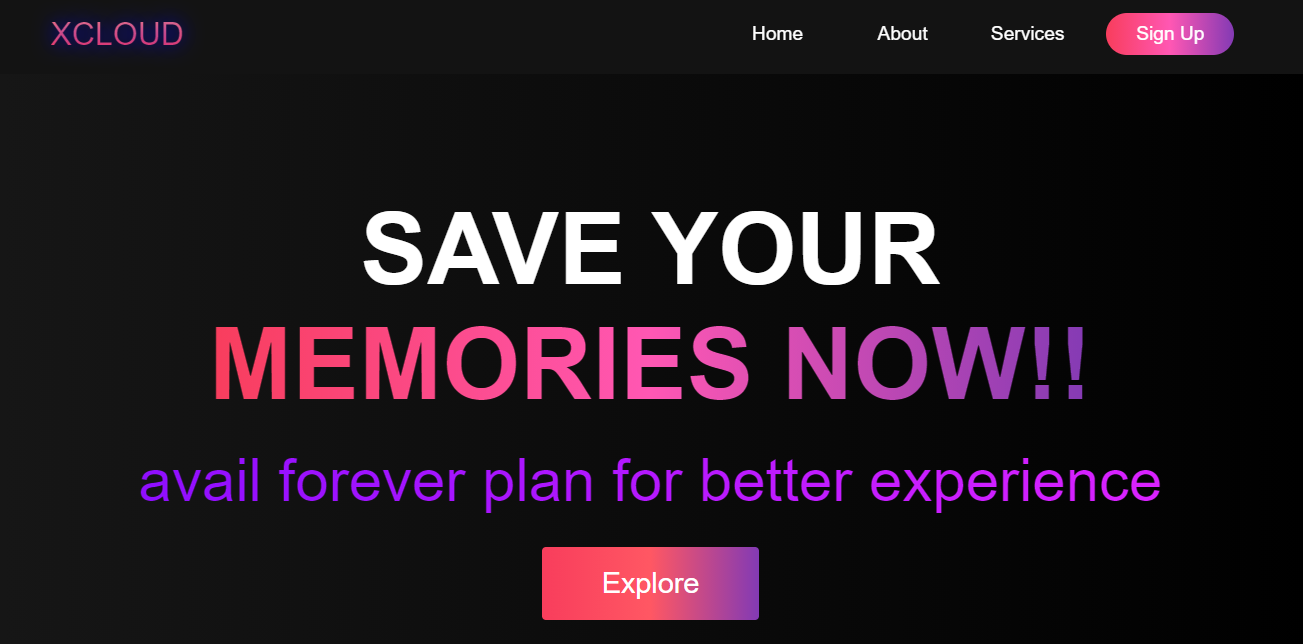 XCLOUD
Home About Services Sign Up
SAVE YOUR
MEMORIES NOW!!
avail forever plan for better experience
Explore